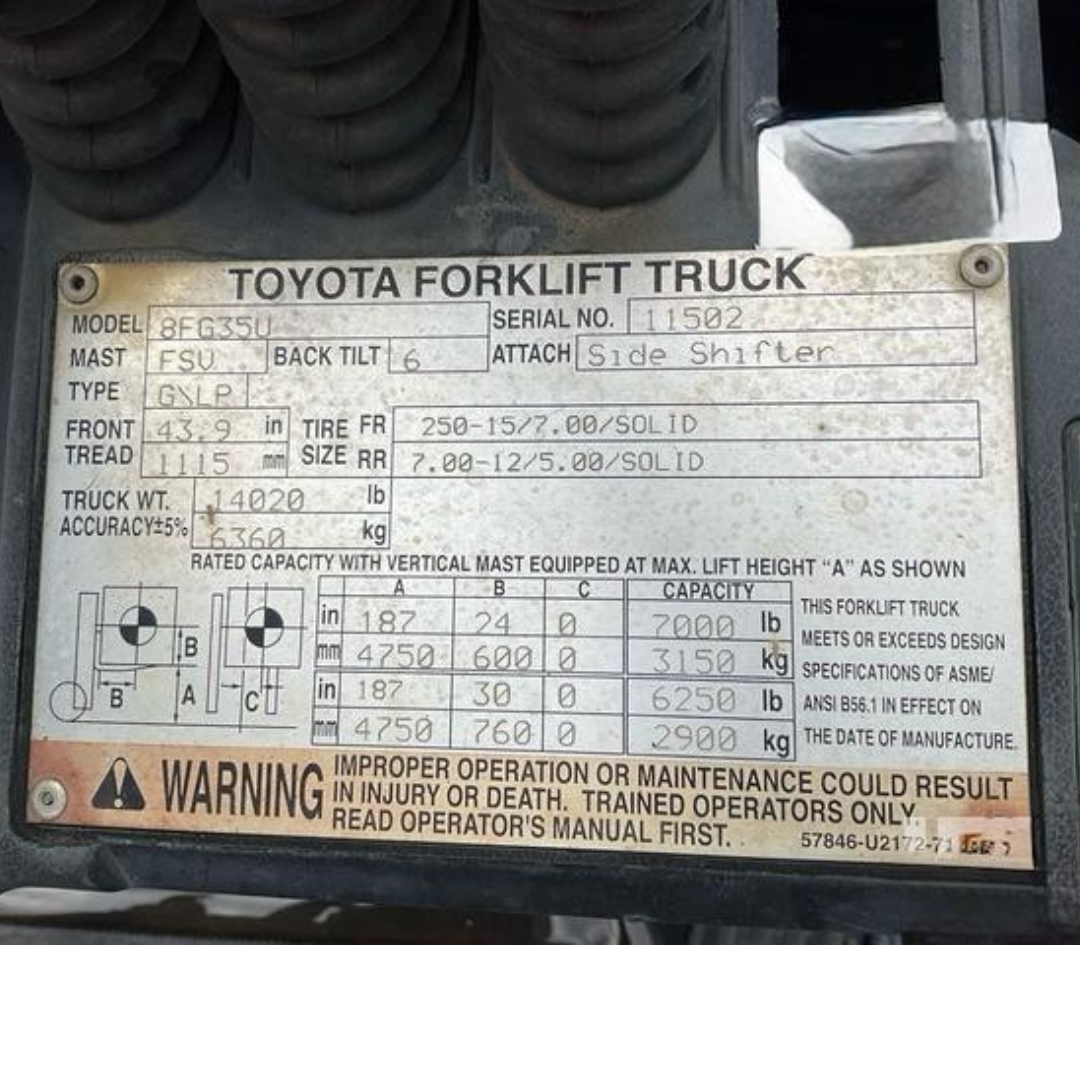 TOYOTA FORKLIFT TRUCK
MODEL 8FG35U SERIAL NO. 11502
MAST FSV BACK TILT 6 ATTACH Side Shifter
TYPE G\LP
FRONT TREAD 43.9 in TIRE SIZE FR 250-15/7.00/SOLID
1115 mm RR 7.00-12/5.00/SOLID
TRUCK WT. 14020 lb
ACCURACY±5% 6360 kg
RATED CAPACITY WITH VERTICAL MAST EQUIPPED AT MAX. LIFT HEIGHT "A" AS SHOWN
A B C CAPACITY
in 187 24 0 7000 lb
mm 4750 600 0 3150 kg
in 187 30 0 6250 lb
mm 4750 760 0 2900 kg
B
B A C
THIS FORKLIFT TRUCK
MEETS OR EXCEEDS DESIGN
SPECIFICATIONS OF ASME/
ANSI B56.1 IN EFFECT ON
THE DATE OF MANUFACTURE.
WARNING
IMPROPER OPERATION OR MAINTENANCE COULD RESULT
IN INJURY OR DEATH. TRAINED OPERATORS ONLY.
READ OPERATOR'S MANUAL FIRST.
57846-U2172-71